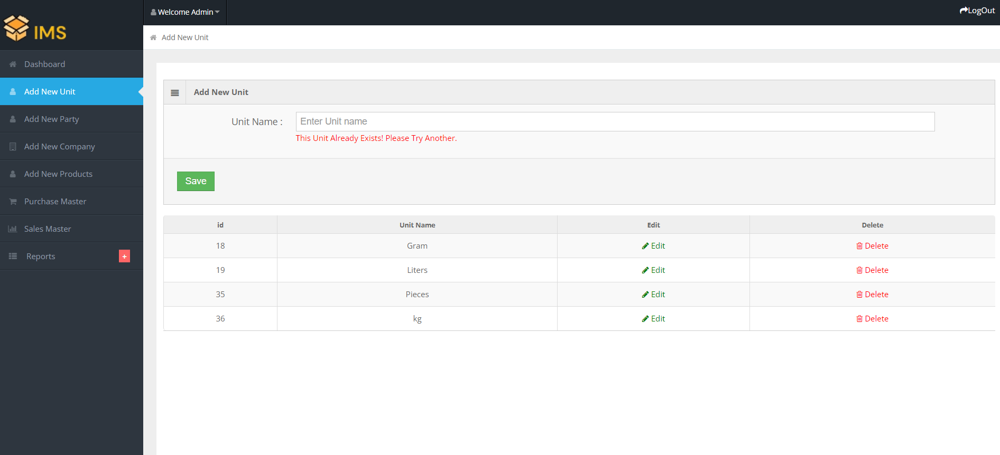 IMS
Welcome Admin
LogOut
Add New Unit
Dashboard
Add New Unit
Add New Party
Add New Company
Add New Products
Purchase Master
Sales Master
Reports +
Add New Unit
Unit Name : Enter Unit name
This Unit Already Exists! Please Try Another.
Save
id Unit Name Edit Delete
18 Gram Edit Delete
19 Liters Edit Delete
35 Pieces Edit Delete
36 kg Edit Delete